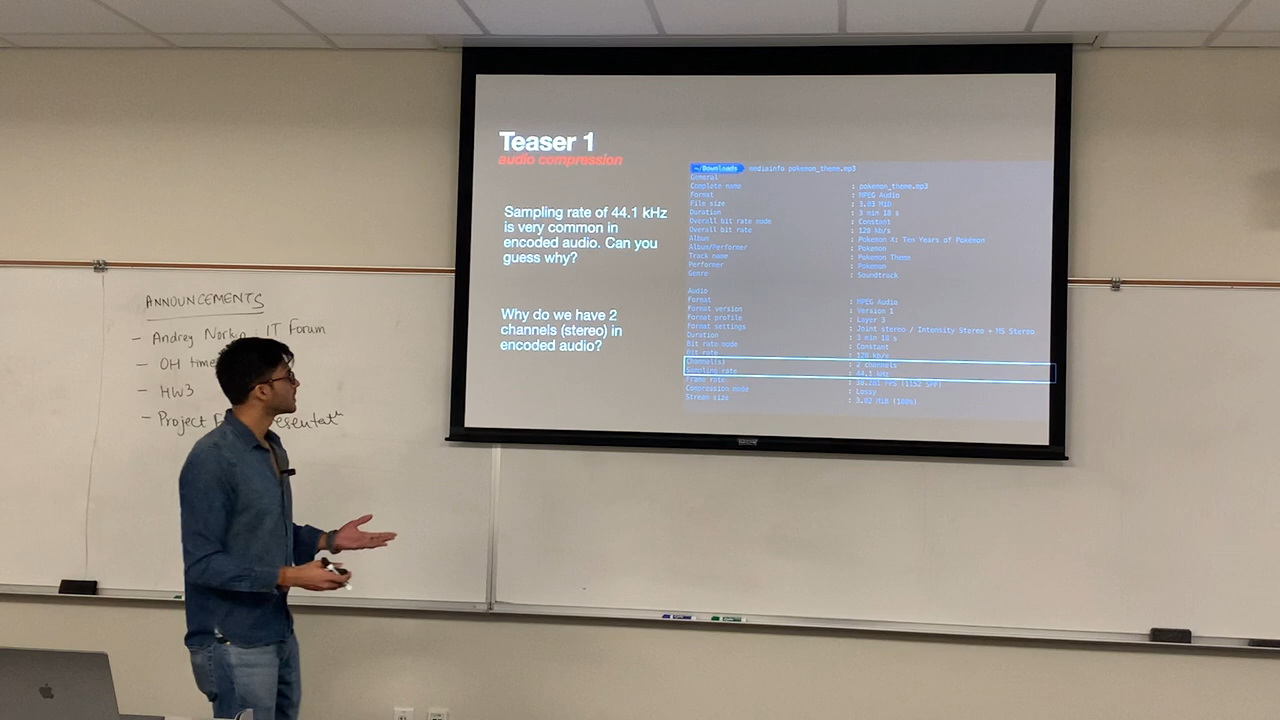 Teaser 1
audio compression
Sampling rate of 44.1 kHz
is very common in
encoded audio. Can you
guess why?
Why do we have 2
channels (stereo) in
encoded audio?
~/Downloads mediainfo pokemon_theme.mp3
General
Complete name : pokemon_theme.mp3
Format : MPEG Audio
File size : 3.03 MiB
Duration : 3 min 18 s
Overall bit rate mode : Constant
Overall bit rate : 128 kb/s
Album : Pokemon X: Ten Years of Pokemon
Album/Performer : Pokemon
Track name : Pokemon Theme
Performer : Pokemon
Genre : Soundtrack
Audio
Format : MPEG Audio
Format version : Version 1
Format profile : Layer 3
Format settings : Joint stereo / Intensity Stereo + MS Stereo
Duration : 3 min 18 s
Bit rate mode : Constant
Bit rate : 128 kb/s
Channel(s) : 2 channels
Sampling rate : 44.1 kHz
Frame rate : 38.281 FPS (1152 SPF)
Compression mode : Lossy
Stream size : 3.02 MiB (100%)
ANNOUNCEMENTS
- Andrey Norkin : IT Forum
- OH time
- HW3
- Project